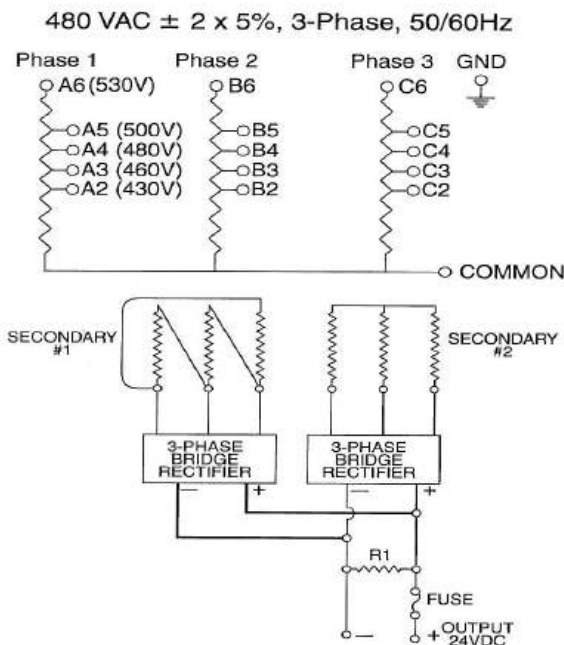 480 VAC ± 2 x 5%, 3-Phase, 50/60Hz
Phase 1
Phase 2
Phase 3
GND
A6 (530V)
B6
C6
A5 (500V)
B5
C5
A4 (480V)
B4
C4
A3 (460V)
B3
C3
A2 (430V)
B2
C2
COMMON
SECONDARY
#1
SECONDARY
#2
3-PHASE
BRIDGE
RECTIFIER
3-PHASE
BRIDGE
RECTIFIER
− +
− +
R1
FUSE
− + OUTPUT
24VDC